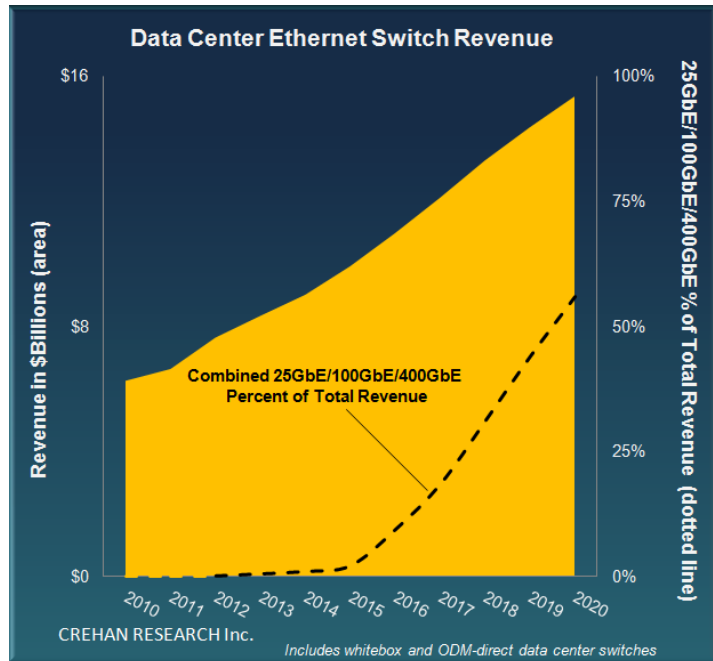 Data Center Ethernet Switch Revenue
$16
$8
$0
Revenue in $Billions (area)
100%
75%
50%
25%
0%
25GbE/100GbE/400GbE % of Total Revenue (dotted line)
Combined 25GbE/100GbE/400GbE
Percent of Total Revenue
2010
2011
2012
2013
2014
2015
2016
2017
2018
2019
2020
CREHAN RESEARCH Inc.
Includes whitebox and ODM-direct data center switches